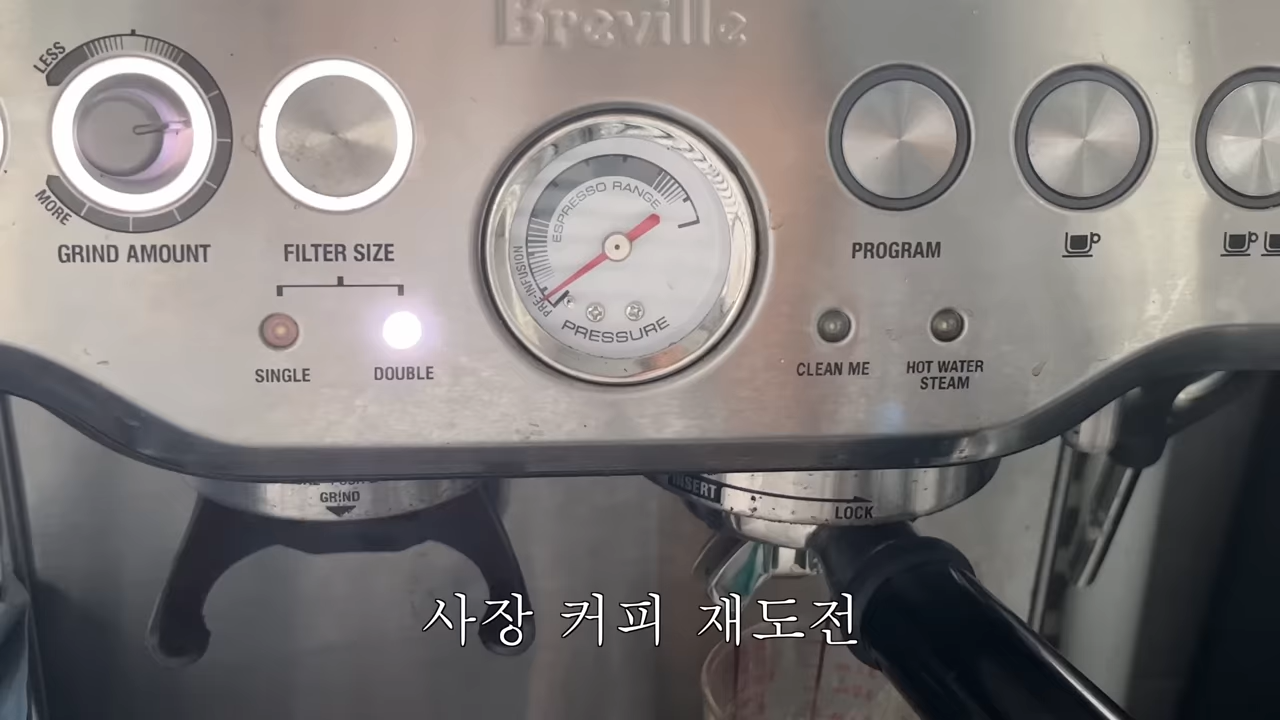 Breville
LESS
MORE
GRIND AMOUNT
FILTER SIZE
SINGLE
DOUBLE
ESPRESSO RANGE
PRE-INFUSION
PRESSURE
PROGRAM
CLEAN ME
HOT WATER
STEAM
GRIND
INSERT
LOCK
사장 커피 재도전